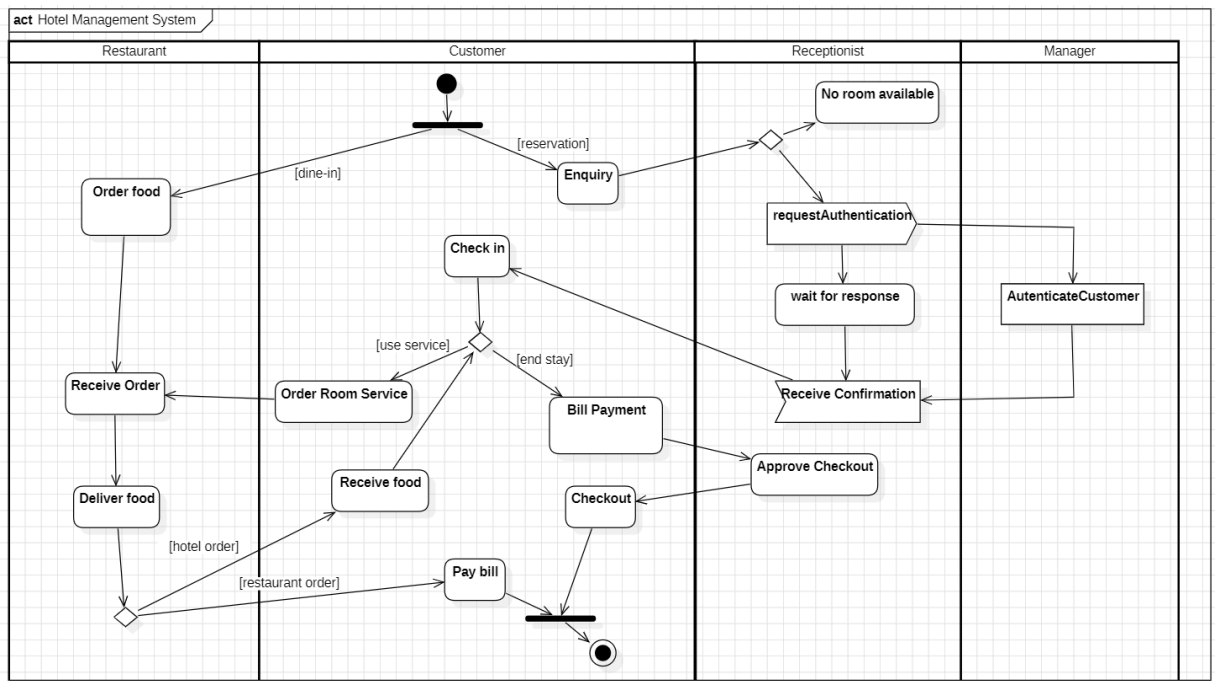 act Hotel Management System
Restaurant
Customer
Receptionist
Manager
No room available
[reservation]
[dine-in]
Enquiry
Order food
requestAuthentication
Check in
wait for response
AutenticateCustomer
[use service]
[end stay]
Receive Order
Order Room Service
Bill Payment
Receive Confirmation
Approve Checkout
Receive food
Deliver food
Checkout
[hotel order]
[restaurant order]
Pay bill